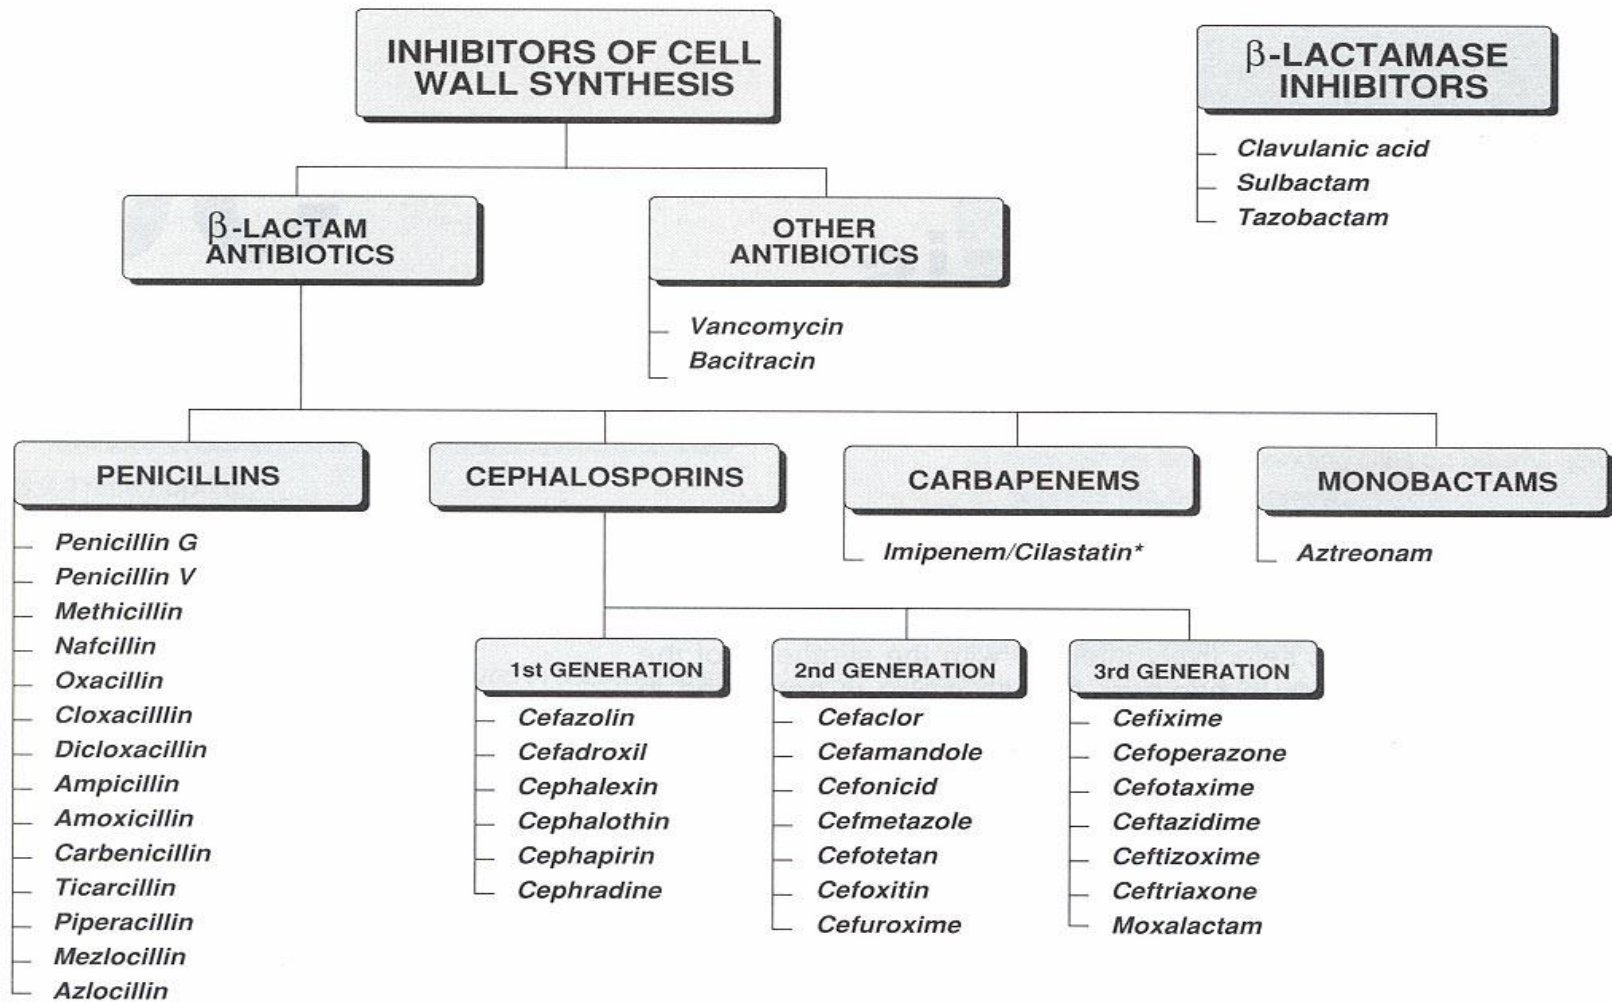 INHIBITORS OF CELL
WALL SYNTHESIS
β-LACTAMASE
INHIBITORS
Clavulanic acid
Sulbactam
Tazobactam
β-LACTAM
ANTIBIOTICS
OTHER
ANTIBIOTICS
Vancomycin
Bacitracin
PENICILLINS
Penicillin G
Penicillin V
Methicillin
Nafcillin
Oxacillin
Cloxacilllin
Dicloxacillin
Ampicillin
Amoxicillin
Carbenicillin
Ticarcillin
Piperacillin
Mezlocillin
Azlocillin
CEPHALOSPORINS
1st GENERATION
Cefazolin
Cefadroxil
Cephalexin
Cephalothin
Cephapirin
Cephradine
2nd GENERATION
Cefaclor
Cefamandole
Cefonicid
Cefmetazole
Cefotetan
Cefoxitin
Cefuroxime
3rd GENERATION
Cefixime
Cefoperazone
Cefotaxime
Ceftazidime
Ceftizoxime
Ceftriaxone
Moxalactam
CARBAPENEMS
Imipenem/Cilastatin*
MONOBACTAMS
Aztreonam